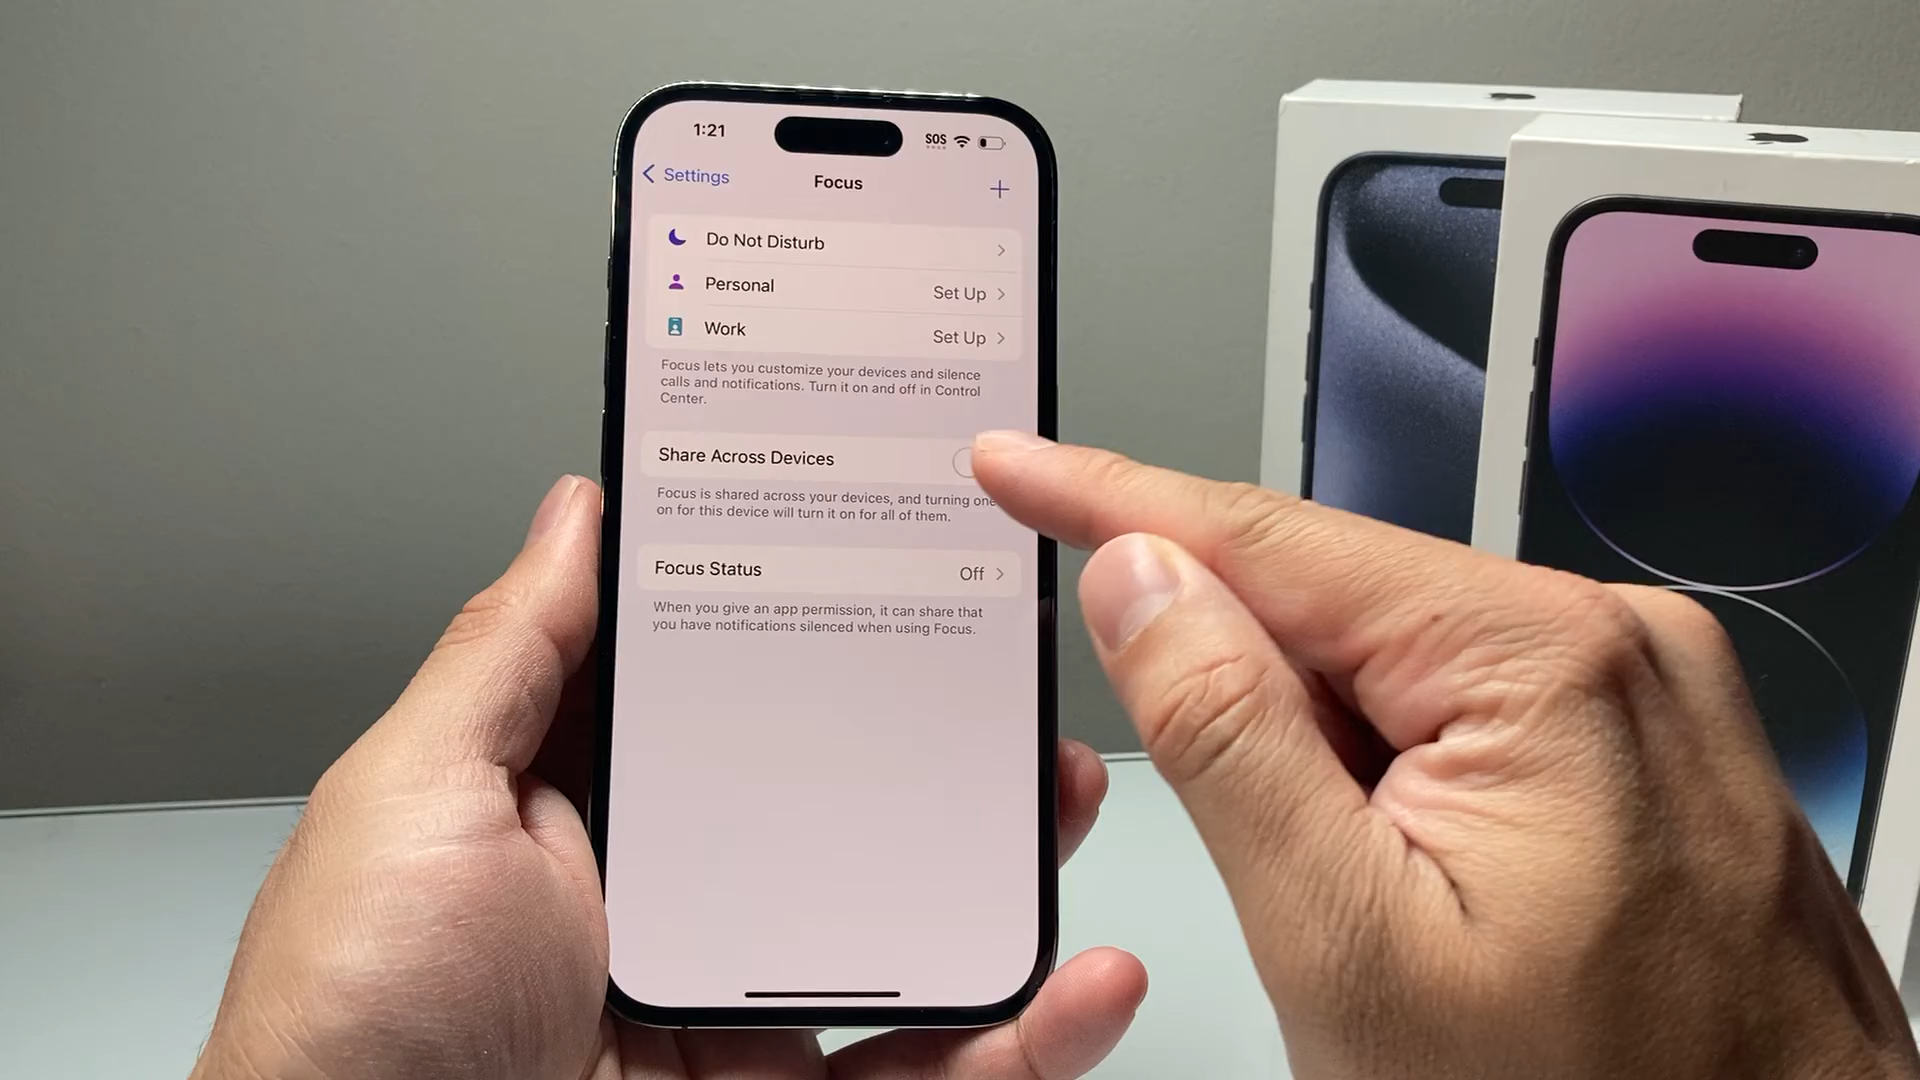 1:21
SOS
Settings
Focus
Do Not Disturb
Personal
Set Up
Work
Set Up
Focus lets you customize your devices and silence
calls and notifications. Turn it on and off in Control
Center.
Share Across Devices
Focus is shared across your devices, and turning one
on for this device will turn it on for all of them.
Focus Status
Off
When you give an app permission, it can share that
you have notifications silenced when using Focus.